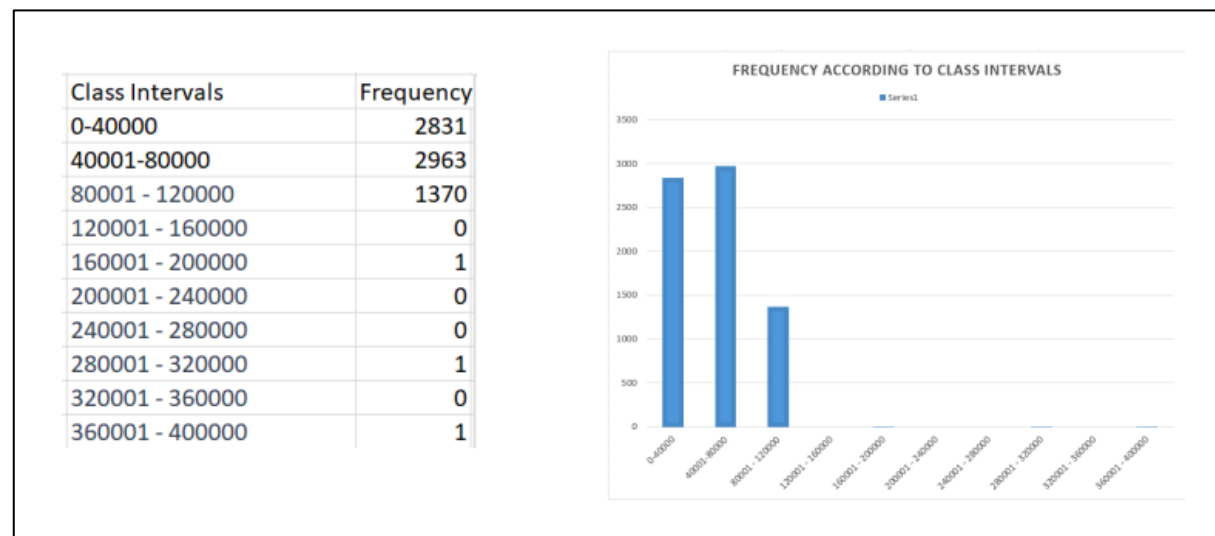 Class Intervals Frequency
0-40000 2831
40001-80000 2963
80001 - 120000 1370
120001 - 160000 0
160001 - 200000 1
200001 - 240000 0
240001 - 280000 0
280001 - 320000 1
320001 - 360000 0
360001 - 400000 1
FREQUENCY ACCORDING TO CLASS INTERVALS
Series1
3500
3000
2500
2000
1500
1000
500
0
0-40000
40001-80000
80001 - 120000
120001 - 160000
160001 - 200000
200001 - 240000
240001 - 280000
280001 - 320000
320001 - 360000
360001 - 400000